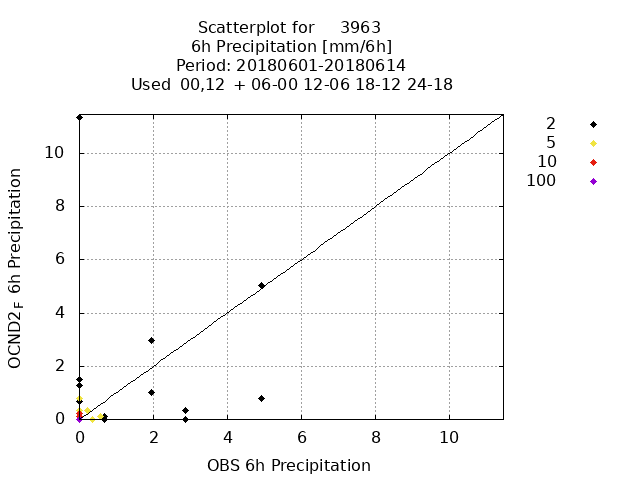 Scatterplot for 3963
6h Precipitation [mm/6h]
Period: 20180601-20180614
Used 00,12 + 06-00 12-06 18-12 24-18
2
5
10
100
OCND2F 6h Precipitation
10
8
6
4
2
0
0 2 4 6 8 10
OBS 6h Precipitation